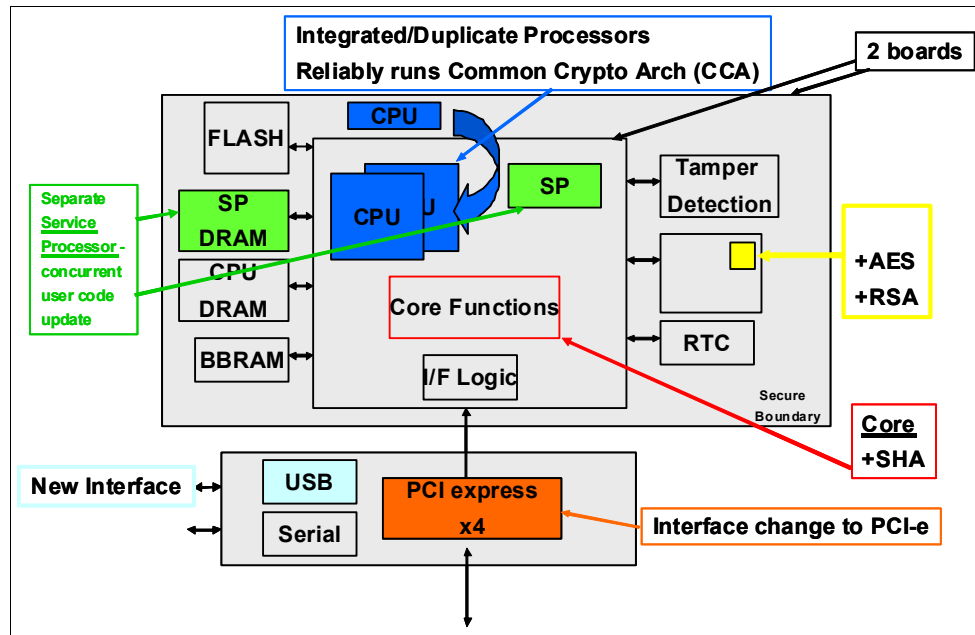 Integrated/Duplicate Processors
Reliably runs Common Crypto Arch (CCA)
2 boards
CPU
FLASH
Separate
Service
Processor -
concurrent
user code
update
SP
DRAM
CPU
DRAM
BBRAM
CPU
U
SP
Core Functions
I/F Logic
Tamper
Detection
RTC
Secure
Boundary
+AES
+RSA
Core
+SHA
New Interface
USB
Serial
PCI express
x4
Interface change to PCI-e